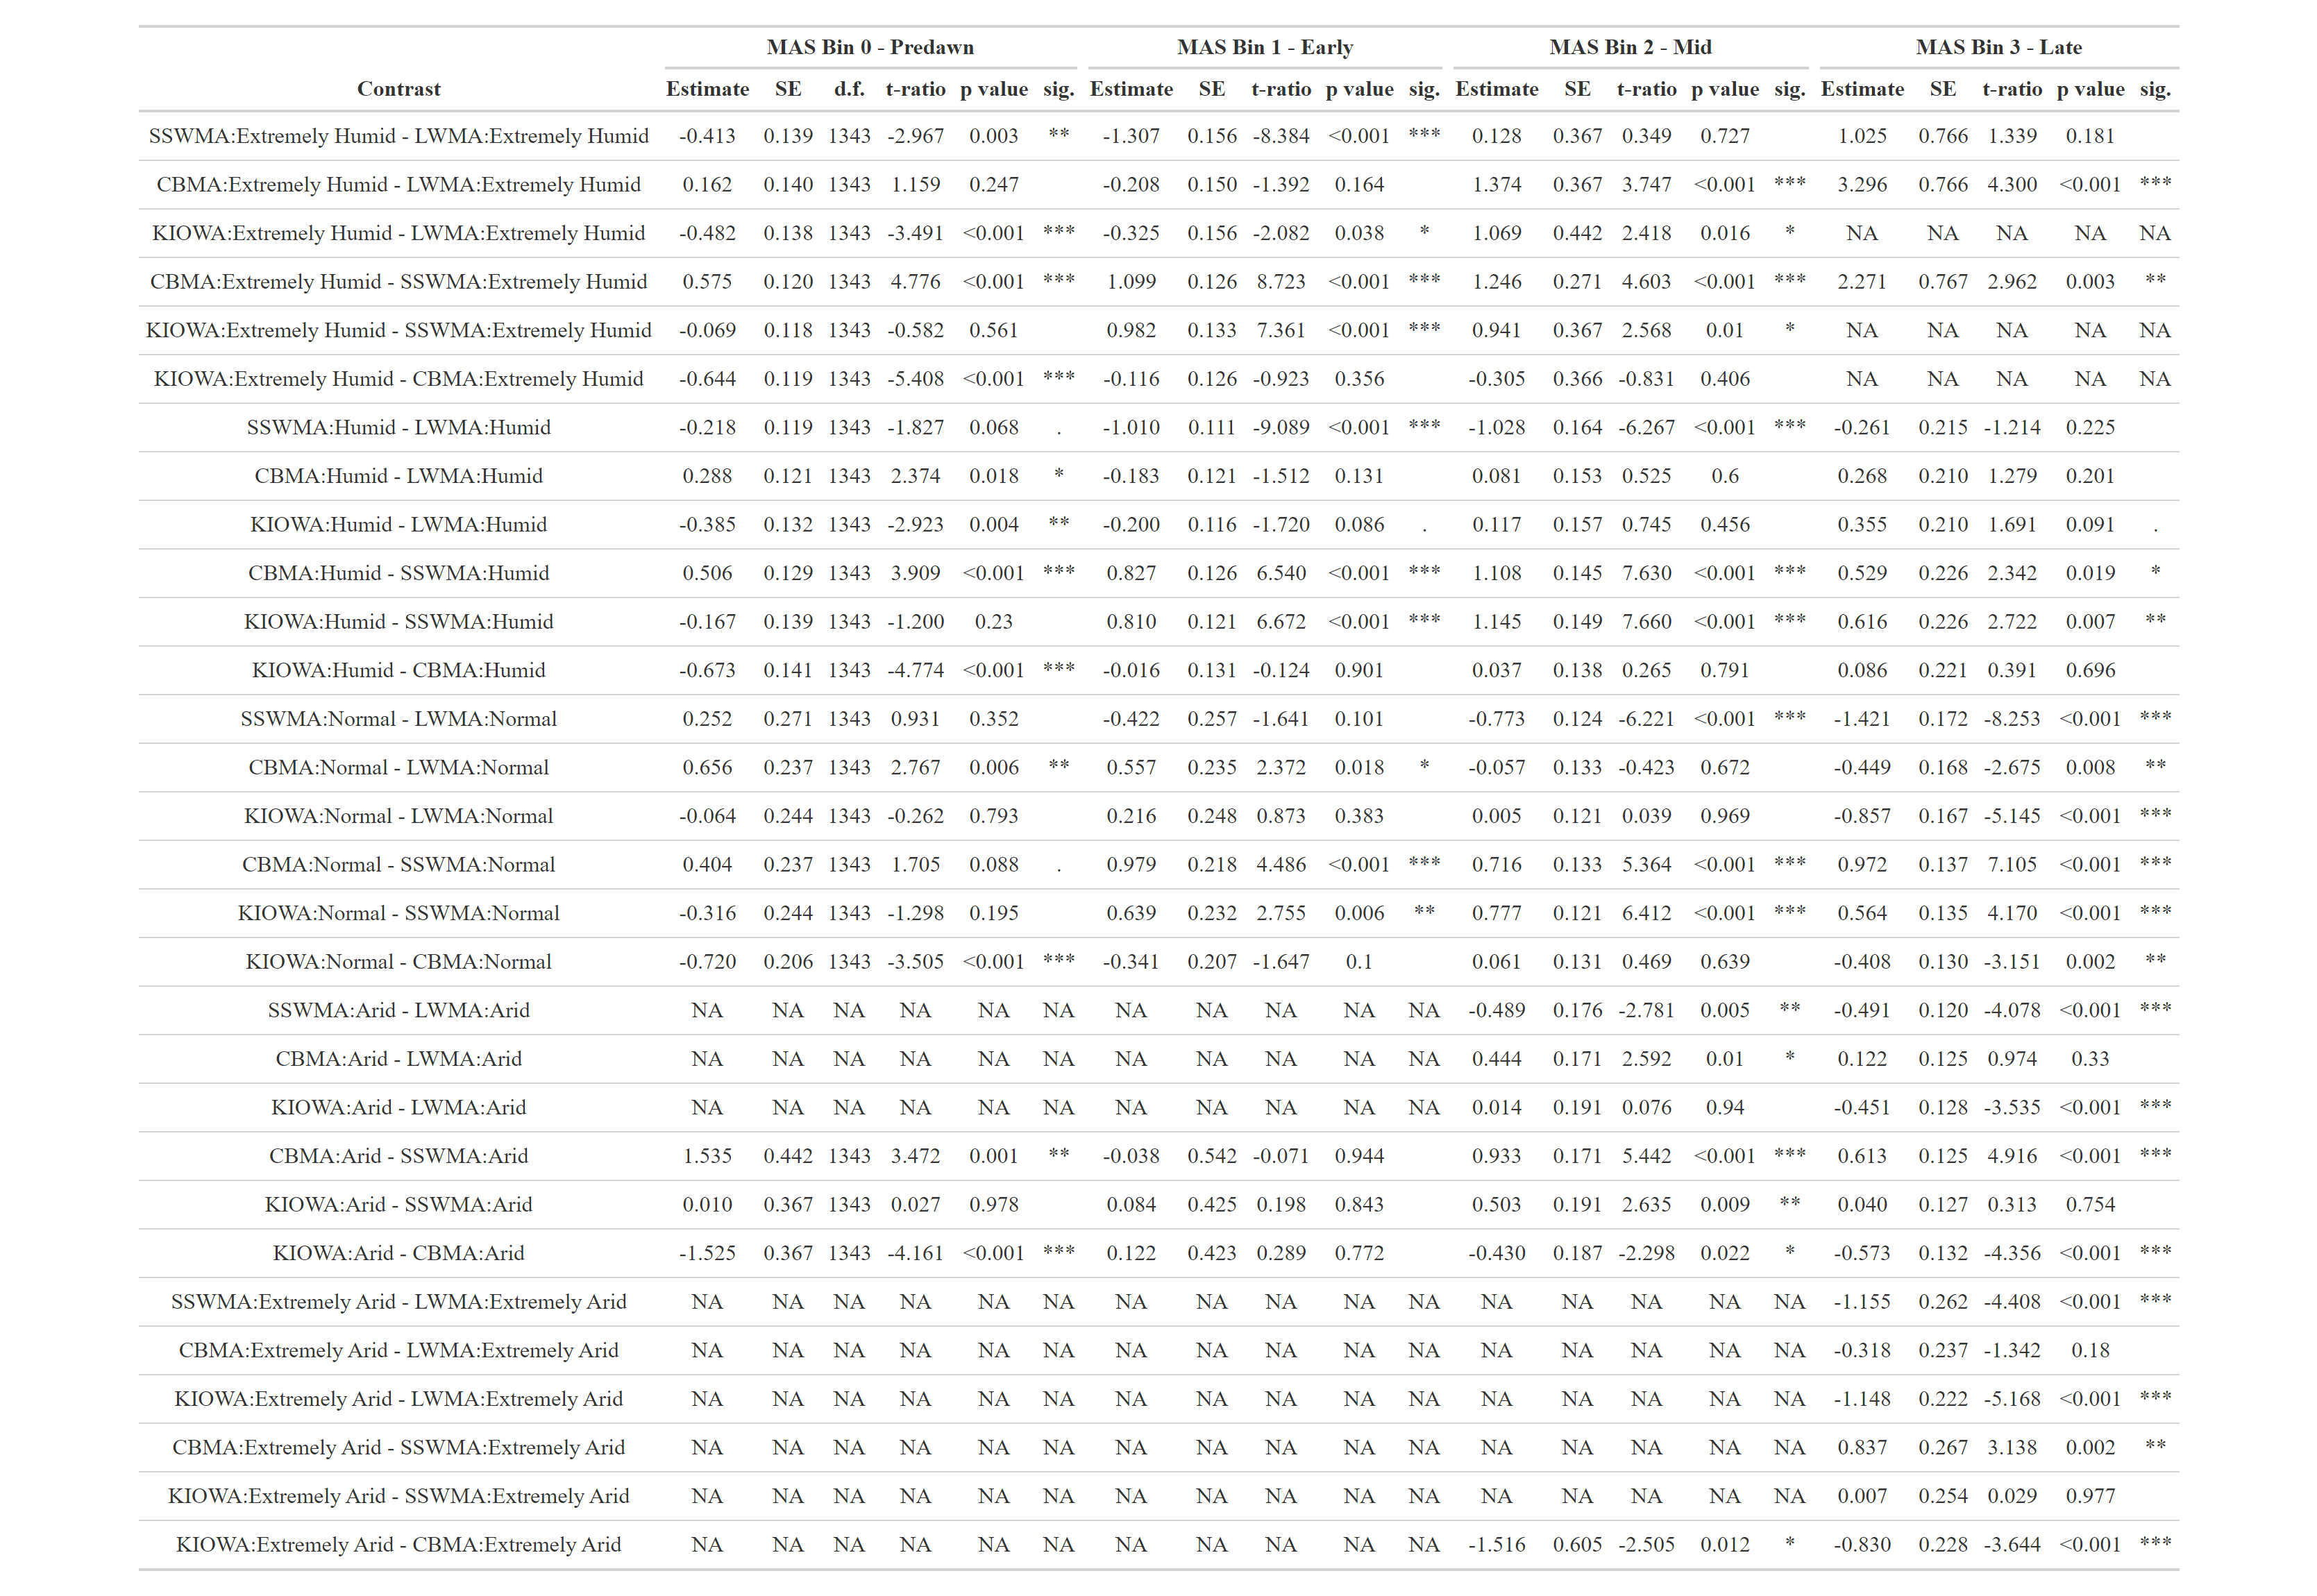 MAS Bin 0 - Predawn MAS Bin 1 - Early MAS Bin 2 - Mid MAS Bin 3 - Late
Contrast Estimate SE d.f. t-ratio p value sig. Estimate SE t-ratio p value sig. Estimate SE t-ratio p value sig. Estimate SE t-ratio p value sig.
SSWMA:Extremely Humid - LWMA:Extremely Humid -0.413 0.139 1343 -2.967 0.003 ** -1.307 0.156 -8.384 <0.001 *** 0.128 0.367 0.349 0.727 1.025 0.766 1.339 0.181
CBMA:Extremely Humid - LWMA:Extremely Humid 0.162 0.140 1343 1.159 0.247 -0.208 0.150 -1.392 0.164 1.374 0.367 3.747 <0.001 *** 3.296 0.766 4.300 <0.001 ***
KIOWA:Extremely Humid - LWMA:Extremely Humid -0.482 0.138 1343 -3.491 <0.001 *** -0.325 0.156 -2.082 0.038 * 1.069 0.442 2.418 0.016 * NA NA NA NA NA
CBMA:Extremely Humid - SSWMA:Extremely Humid 0.575 0.120 1343 4.776 <0.001 *** 1.099 0.126 8.723 <0.001 *** 1.246 0.271 4.603 <0.001 *** 2.271 0.767 2.962 0.003 **
KIOWA:Extremely Humid - SSWMA:Extremely Humid -0.069 0.118 1343 -0.582 0.561 0.982 0.133 7.361 <0.001 *** 0.941 0.367 2.568 0.01 * NA NA NA NA NA
KIOWA:Extremely Humid - CBMA:Extremely Humid -0.644 0.119 1343 -5.408 <0.001 *** -0.116 0.126 -0.923 0.356 -0.305 0.366 -0.831 0.406 NA NA NA NA NA
SSWMA:Humid - LWMA:Humid -0.218 0.119 1343 -1.827 0.068 . -1.010 0.111 -9.089 <0.001 *** -1.028 0.164 -6.267 <0.001 *** -0.261 0.215 -1.214 0.225
CBMA:Humid - LWMA:Humid 0.288 0.121 1343 2.374 0.018 * -0.183 0.121 -1.512 0.131 0.081 0.153 0.525 0.6 0.268 0.210 1.279 0.201
KIOWA:Humid - LWMA:Humid -0.385 0.132 1343 -2.923 0.004 ** -0.200 0.116 -1.720 0.086 . 0.117 0.157 0.745 0.456 0.355 0.210 1.691 0.091 .
CBMA:Humid - SSWMA:Humid 0.506 0.129 1343 3.909 <0.001 *** 0.827 0.126 6.540 <0.001 *** 1.108 0.145 7.630 <0.001 *** 0.529 0.226 2.342 0.019 *
KIOWA:Humid - SSWMA:Humid -0.167 0.139 1343 -1.200 0.23 0.810 0.121 6.672 <0.001 *** 1.145 0.149 7.660 <0.001 *** 0.616 0.226 2.722 0.007 **
KIOWA:Humid - CBMA:Humid -0.673 0.141 1343 -4.774 <0.001 *** -0.016 0.131 -0.124 0.901 0.037 0.138 0.265 0.791 0.086 0.221 0.391 0.696
SSWMA:Normal - LWMA:Normal 0.252 0.271 1343 0.931 0.352 -0.422 0.257 -1.641 0.101 -0.773 0.124 -6.221 <0.001 *** -1.421 0.172 -8.253 <0.001 ***
CBMA:Normal - LWMA:Normal 0.656 0.237 1343 2.767 0.006 ** 0.557 0.235 2.372 0.018 * -0.057 0.133 -0.423 0.672 -0.449 0.168 -2.675 0.008 **
KIOWA:Normal - LWMA:Normal -0.064 0.244 1343 -0.262 0.793 0.216 0.248 0.873 0.383 0.005 0.121 0.039 0.969 -0.857 0.167 -5.145 <0.001 ***
CBMA:Normal - SSWMA:Normal 0.404 0.237 1343 1.705 0.088 . 0.979 0.218 4.486 <0.001 *** 0.716 0.133 5.364 <0.001 *** 0.972 0.137 7.105 <0.001 ***
KIOWA:Normal - SSWMA:Normal -0.316 0.244 1343 -1.298 0.195 0.639 0.232 2.755 0.006 ** 0.777 0.121 6.412 <0.001 *** 0.564 0.135 4.170 <0.001 ***
KIOWA:Normal - CBMA:Normal -0.720 0.206 1343 -3.505 <0.001 *** -0.341 0.207 -1.647 0.1 0.061 0.131 0.469 0.639 -0.408 0.130 -3.151 0.002 **
SSWMA:Arid - LWMA:Arid NA NA NA NA NA NA NA NA NA NA NA -0.489 0.176 -2.781 0.005 ** -0.491 0.120 -4.078 <0.001 ***
CBMA:Arid - LWMA:Arid NA NA NA NA NA NA NA NA NA NA NA 0.444 0.171 2.592 0.01 * 0.122 0.125 0.974 0.33
KIOWA:Arid - LWMA:Arid NA NA NA NA NA NA NA NA NA NA NA 0.014 0.191 0.076 0.94 -0.451 0.128 -3.535 <0.001 ***
CBMA:Arid - SSWMA:Arid 1.535 0.442 1343 3.472 0.001 ** -0.038 0.542 -0.071 0.944 0.933 0.171 5.442 <0.001 *** 0.613 0.125 4.916 <0.001 ***
KIOWA:Arid - SSWMA:Arid 0.010 0.367 1343 0.027 0.978 0.084 0.425 0.198 0.843 0.503 0.191 2.635 0.009 ** 0.040 0.127 0.313 0.754
KIOWA:Arid - CBMA:Arid -1.525 0.367 1343 -4.161 <0.001 *** 0.122 0.423 0.289 0.772 -0.430 0.187 -2.298 0.022 * -0.573 0.132 -4.356 <0.001 ***
SSWMA:Extremely Arid - LWMA:Extremely Arid NA NA NA NA NA NA NA NA NA NA NA NA NA NA NA NA -1.155 0.262 -4.408 <0.001 ***
CBMA:Extremely Arid - LWMA:Extremely Arid NA NA NA NA NA NA NA NA NA NA NA NA NA NA NA NA -0.318 0.237 -1.342 0.18
KIOWA:Extremely Arid - LWMA:Extremely Arid NA NA NA NA NA NA NA NA NA NA NA NA NA NA NA NA -1.148 0.222 -5.168 <0.001 ***
CBMA:Extremely Arid - SSWMA:Extremely Arid NA NA NA NA NA NA NA NA NA NA NA NA NA NA NA NA 0.837 0.267 3.138 0.002 **
KIOWA:Extremely Arid - SSWMA:Extremely Arid NA NA NA NA NA NA NA NA NA NA NA NA NA NA NA NA 0.007 0.254 0.029 0.977
KIOWA:Extremely Arid - CBMA:Extremely Arid NA NA NA NA NA NA NA NA NA NA NA -1.516 0.605 -2.505 0.012 * -0.830 0.228 -3.644 <0.001 ***